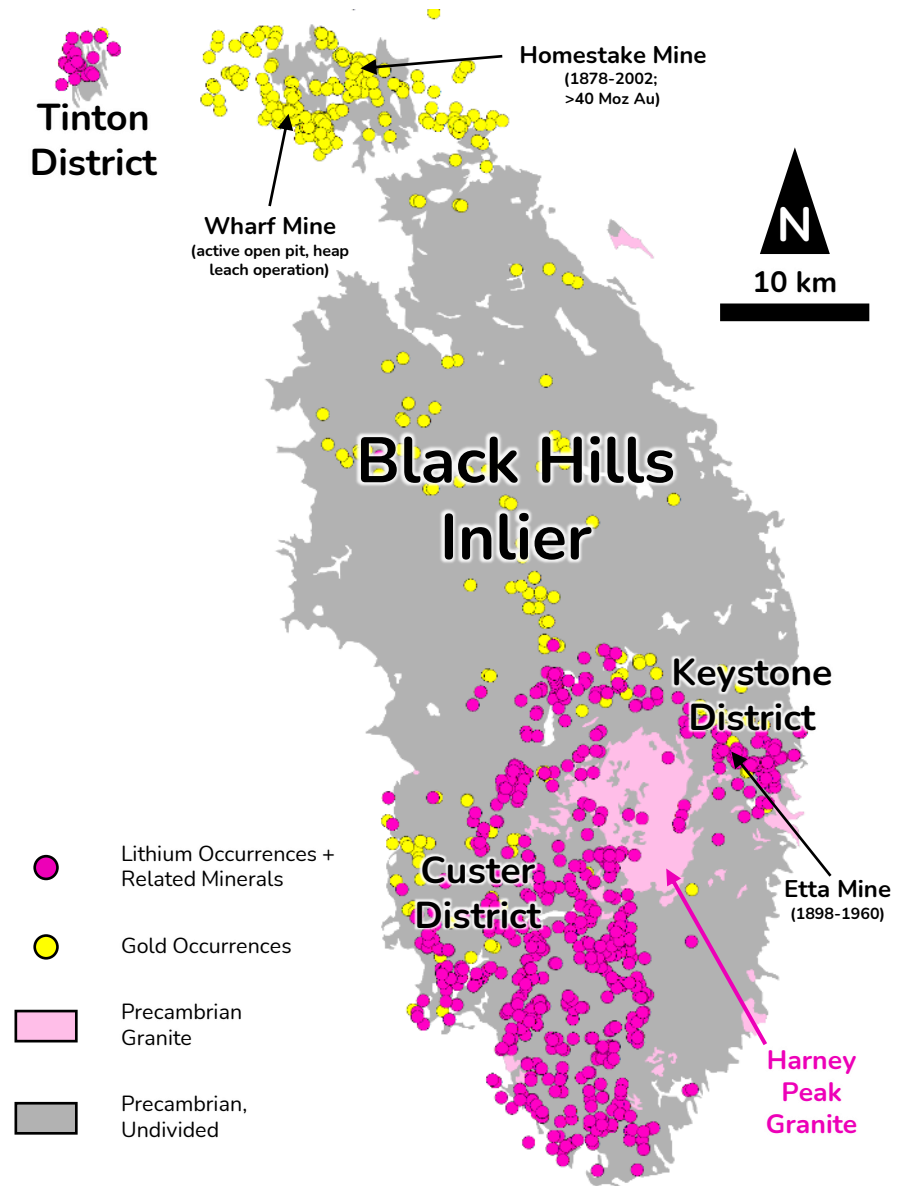 Homestake Mine
(1878-2002;
>40 Moz Au)
Tinton
District
Wharf Mine
(active open pit, heap
leach operation)
N
10 km
Black Hills
Inlier
Keystone
District
Custer
District
Etta Mine
(1898-1960)
Harney
Peak
Granite
Lithium Occurrences +
Related Minerals
Gold Occurrences
Precambrian
Granite
Precambrian,
Undivided